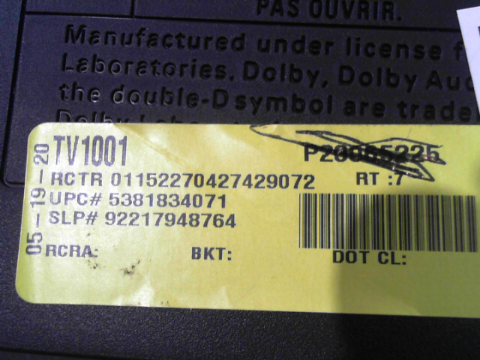 PAS OUVRIR.
Manufactured under license
Laboratories. Dolby, Dolby
the double-D symbol are
Dolby
05-19-20
TV1001
RCTR 01152270427429072 RT :7
UPC# 5381834071
SLP# 92217948764
RCRA: BKT: DOT CL: